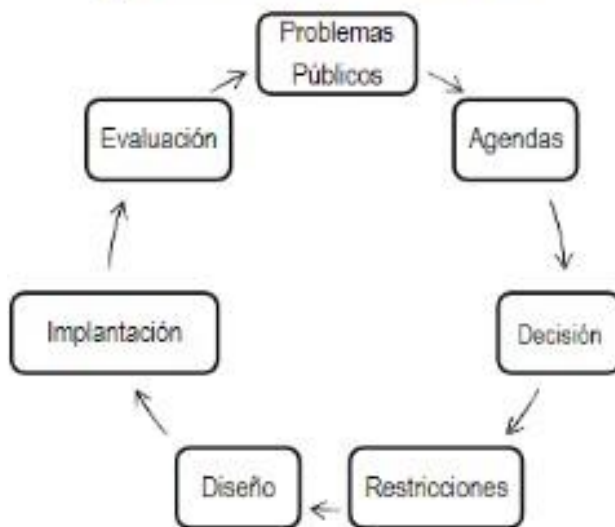 Problemas
Públicos
Agendas
Decisión
Restricciones
Diseño
Implantación
Evaluación